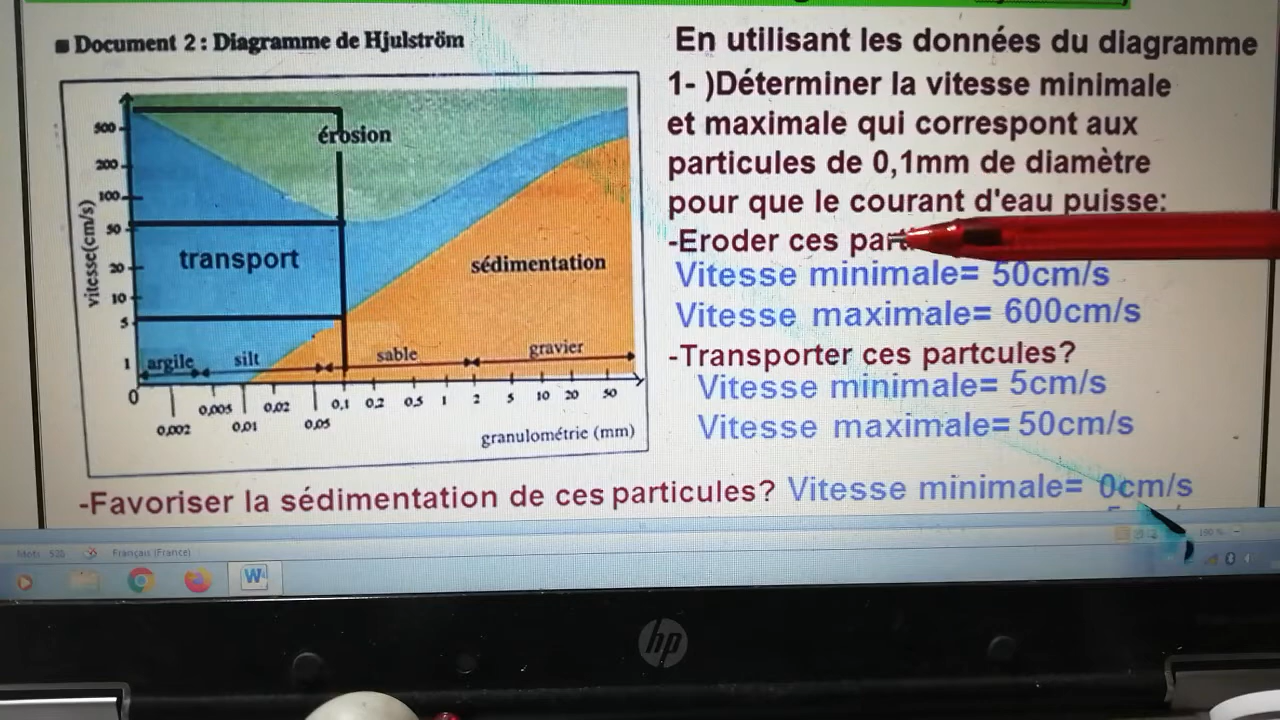 ■ Document 2 : Diagramme de Hjulström
vitesse(cm/s)
500
200
100
50
20
10
5
1
érosion
transport
sédimentation
argile
silt
sable
gravier
0
0,002
0,005
0,01
0,02
0,05
0,1
0,2
0,5
1
2
5
10
20
50
granulométrie (mm)
En utilisant les données du diagramme
1- )Déterminer la vitesse minimale
et maximale qui correspont aux
particules de 0,1mm de diamètre
pour que le courant d'eau puisse:
-Eroder ces
Vitesse minimale= 50cm/s
Vitesse maximale= 600cm/s
-Transporter ces partcules?
Vitesse minimale= 5cm/s
Vitesse maximale= 50cm/s
-Favoriser la sédimentation de ces particules? Vitesse minimale= 0cm/s
Mots : 520
Français (France)
100 %
W
hp